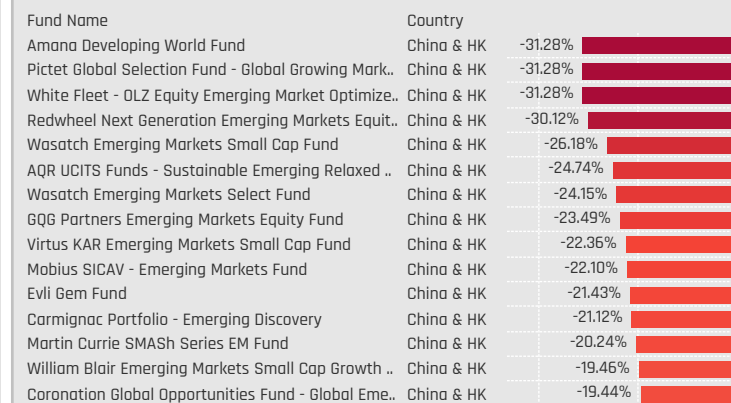 Fund Name Country
Amana Developing World Fund China & HK -31.28%
Pictet Global Selection Fund - Global Growing Mark.. China & HK -31.28%
White Fleet - OLZ Equity Emerging Market Optimize.. China & HK -31.28%
Redwheel Next Generation Emerging Markets Equit.. China & HK -30.12%
Wasatch Emerging Markets Small Cap Fund China & HK -26.18%
AQR UCITS Funds - Sustainable Emerging Relaxed .. China & HK -24.74%
Wasatch Emerging Markets Select Fund China & HK -24.15%
GQG Partners Emerging Markets Equity Fund China & HK -23.49%
Virtus KAR Emerging Markets Small Cap Fund China & HK -22.36%
Mobius SICAV - Emerging Markets Fund China & HK -22.10%
Evli Gem Fund China & HK -21.43%
Carmignac Portfolio - Emerging Discovery China & HK -21.12%
Martin Currie SMASh Series EM Fund China & HK -20.24%
William Blair Emerging Markets Small Cap Growth .. China & HK -19.46%
Coronation Global Opportunities Fund - Global Eme.. China & HK -19.44%